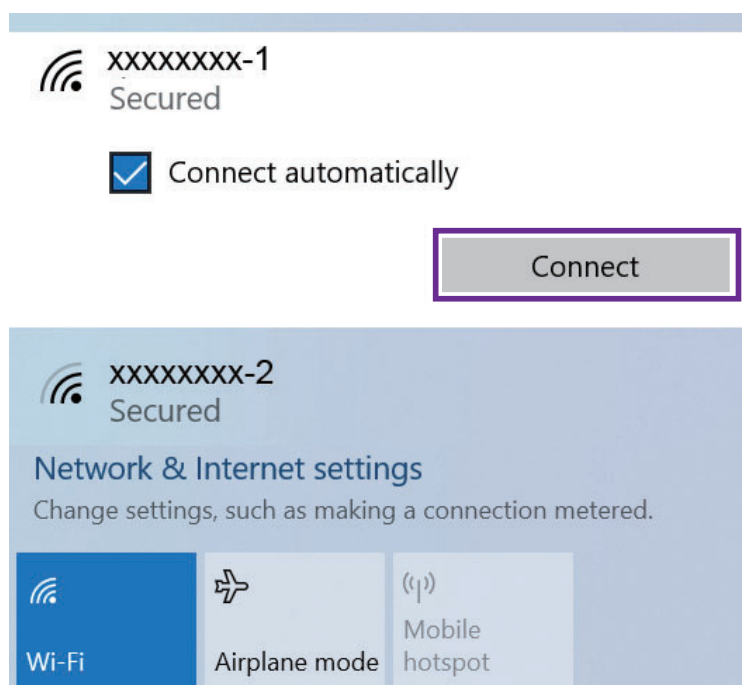 xxxxxxxx-1
Secured
Connect automatically
Connect
xxxxxxxx-2
Secured
Network & Internet settings
Change settings, such as making a connection metered.
Wi-Fi
Airplane mode
Mobile
hotspot